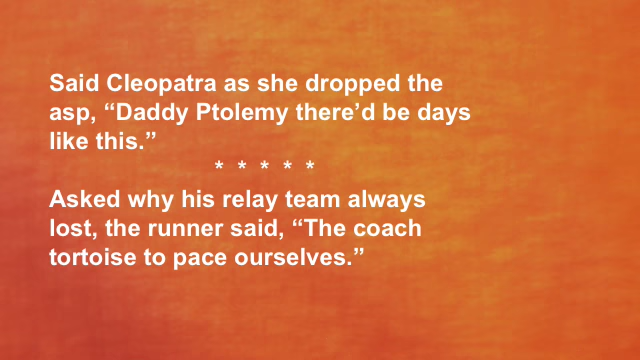 Said Cleopatra as she dropped the
asp, “Daddy Ptolemy there’d be days
like this.”
* * * * *
Asked why his relay team always
lost, the runner said, “The coach
tortoise to pace ourselves.”